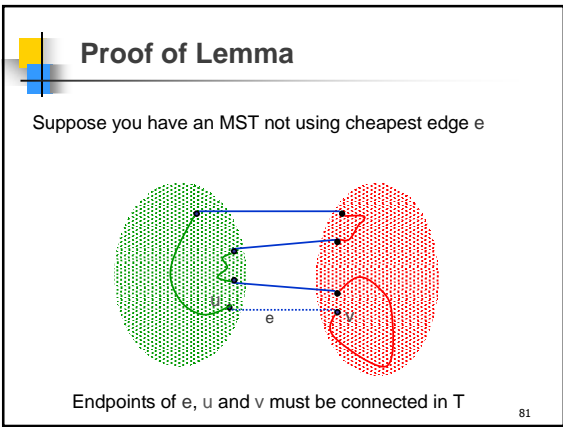 Proof of Lemma
Suppose you have an MST not using cheapest edge e
u
e
v
Endpoints of e, u and v must be connected in T
81